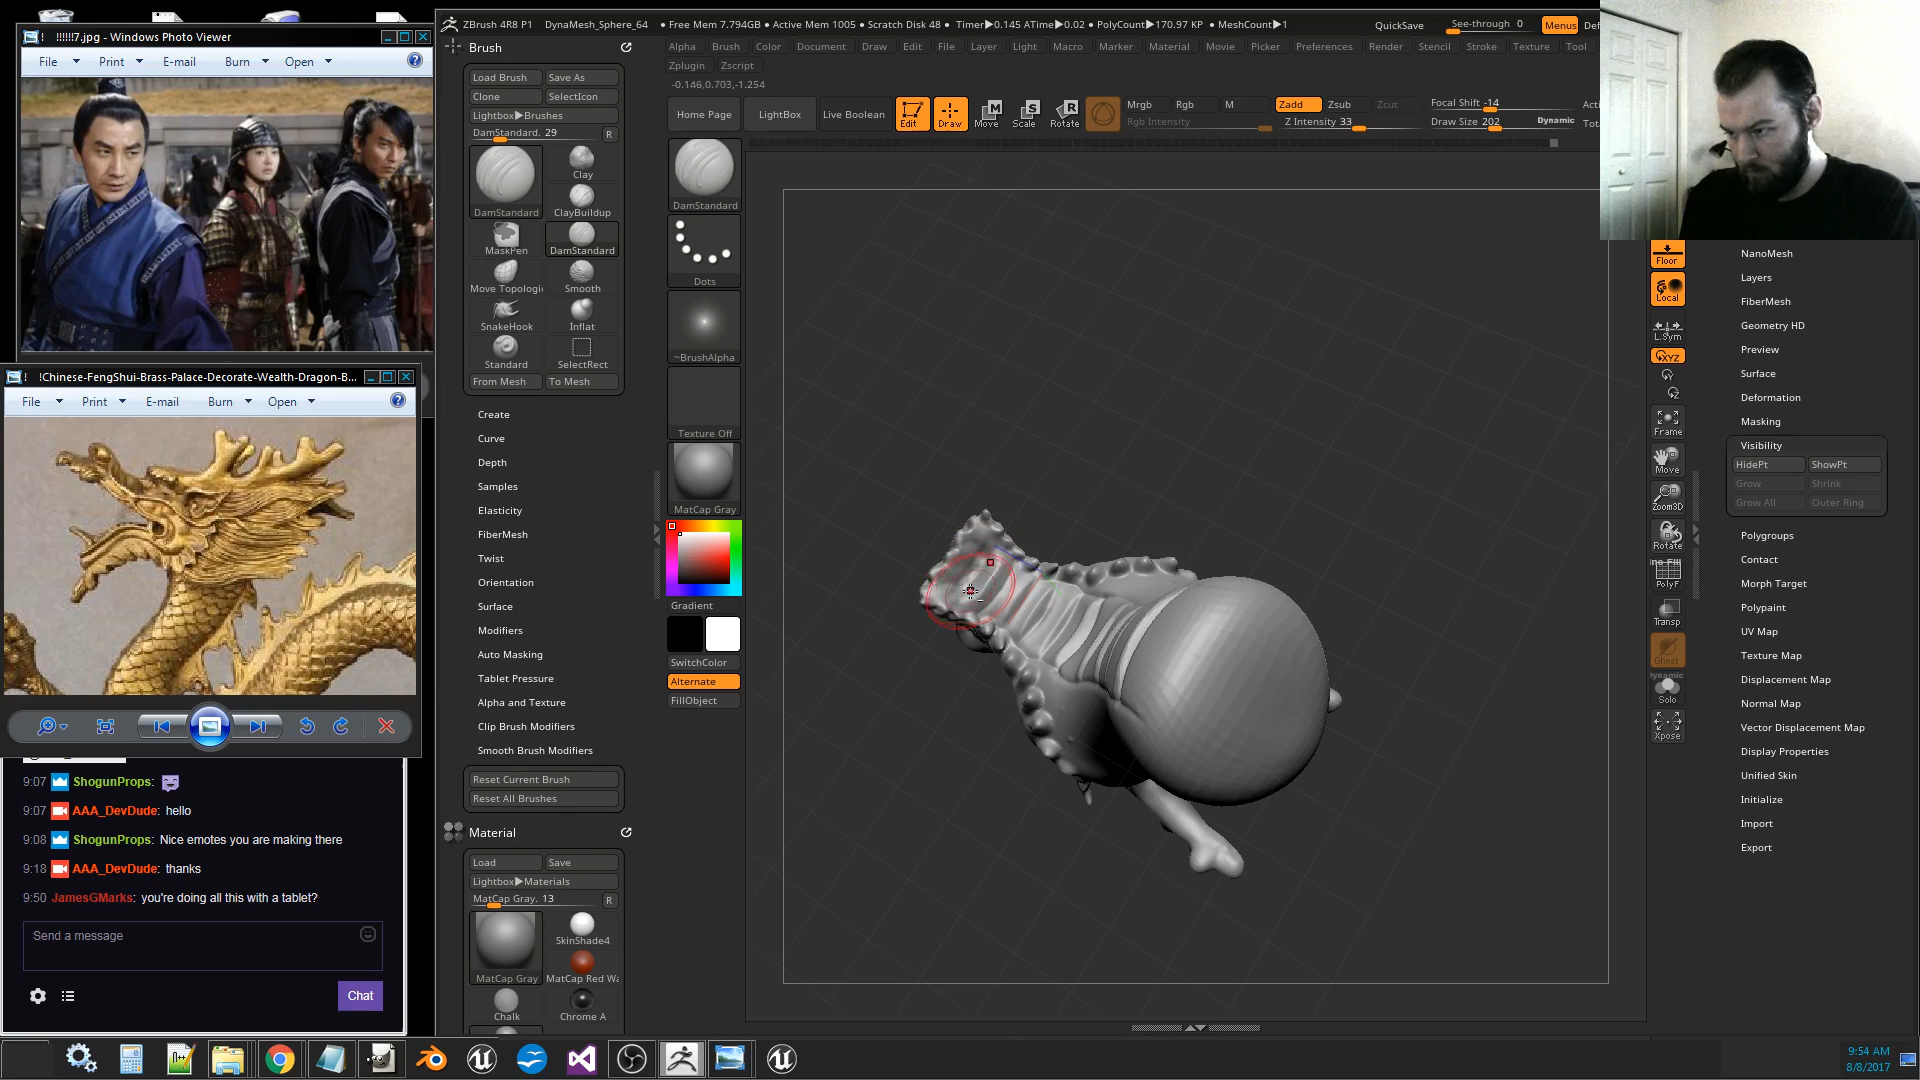 !!!!!!7.jpg - Windows Photo Viewer
File Print E-mail Burn Open
!Chinese-FengShui-Brass-Palace-Decorate-Wealth-Dragon-B...
File Print E-mail Burn Open
9:07 ShogunProps:
9:07 AAA_DevDude: hello
9:08 ShogunProps: Nice emotes you are making there
9:18 AAA_DevDude: thanks
9:50 JamesGMarks: you're doing all this with a tablet?
Send a message
Chat
ZBrush 4R8 P1 DynaMesh_Sphere_64 • Free Mem 7.794GB • Active Mem 1005 • Scratch Disk 48 • Timer▶0.145 ATime▶0.02 • PolyCount▶170.97 KP • MeshCount▶1
QuickSave See-through 0 Menus
Brush
Load Brush Save As
Clone SelectIcon
Lightbox▶Brushes
DamStandard. 29 R
DamStandard Clay
ClayBuildup
MaskPen DamStandard
Move Topologi Smooth
SnakeHook Inflat
Standard SelectRect
From Mesh To Mesh
Create
Curve
Depth
Samples
Elasticity
FiberMesh
Twist
Orientation
Surface
Modifiers
Auto Masking
Tablet Pressure
Alpha and Texture
Clip Brush Modifiers
Smooth Brush Modifiers
Reset Current Brush
Reset All Brushes
Material
Load Save
Lightbox▶Materials
MatCap Gray. 13 R
MatCap Gray SkinShade4
MatCap Red Wa
Chalk Chrome A
Alpha Brush Color Document Draw Edit File Layer Light Macro Marker Material Movie Picker Preferences Render Stencil Stroke Texture Tool
Zplugin Zscript
-0.146,0.703,-1.254
Home Page LightBox Live Boolean Edit Draw Move Scale Rotate
Mrgb Rgb M Zadd Zsub Zcut Focal Shift -14
Rgb Intensity Z Intensity 33 Draw Size 202 Dynamic
DamStandard
Dots
~BrushAlpha
Texture Off
MatCap Gray
Gradient
SwitchColor
Alternate
FillObject
Floor
Local
L.Sym
XYZ
Frame
Move
Zoom3D
Rotate
PolyF
Transp
Ghost
Dynamic
Solo
Xpose
NanoMesh
Layers
FiberMesh
Geometry HD
Preview
Surface
Deformation
Masking
Visibility
HidePt ShowPt
Grow Shrink
Grow All Outer Ring
Polygroups
Contact
Morph Target
Polypaint
UV Map
Texture Map
Displacement Map
Normal Map
Vector Displacement Map
Display Properties
Unified Skin
Initialize
Import
Export
9:54 AM
8/8/2017